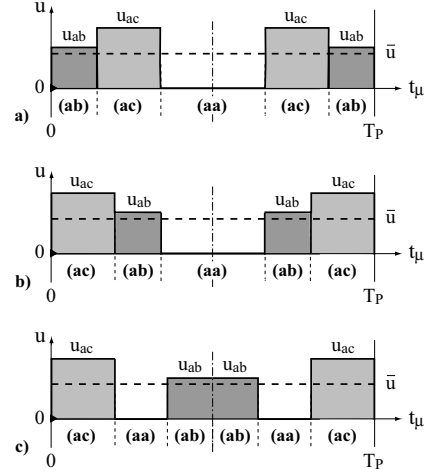 u
u_ab u_ac u_ac u_ab
ū
0 t_μ
(ab) (ac) (aa) (ac) (ab)
a)
0 T_P
u
u_ac u_ab u_ab u_ac
ū
0 t_μ
(ac) (ab) (aa) (ab) (ac)
b)
0 T_P
u
u_ac u_ab u_ab u_ac
ū
0 t_μ
(ac) (aa) (ab) (ab) (aa) (ac)
c)
0 T_P